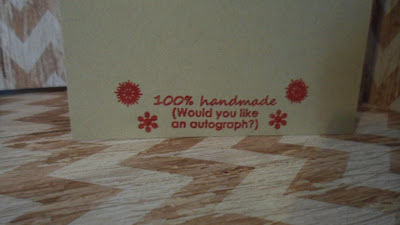 100% handmade
(Would you like
an autograph?)